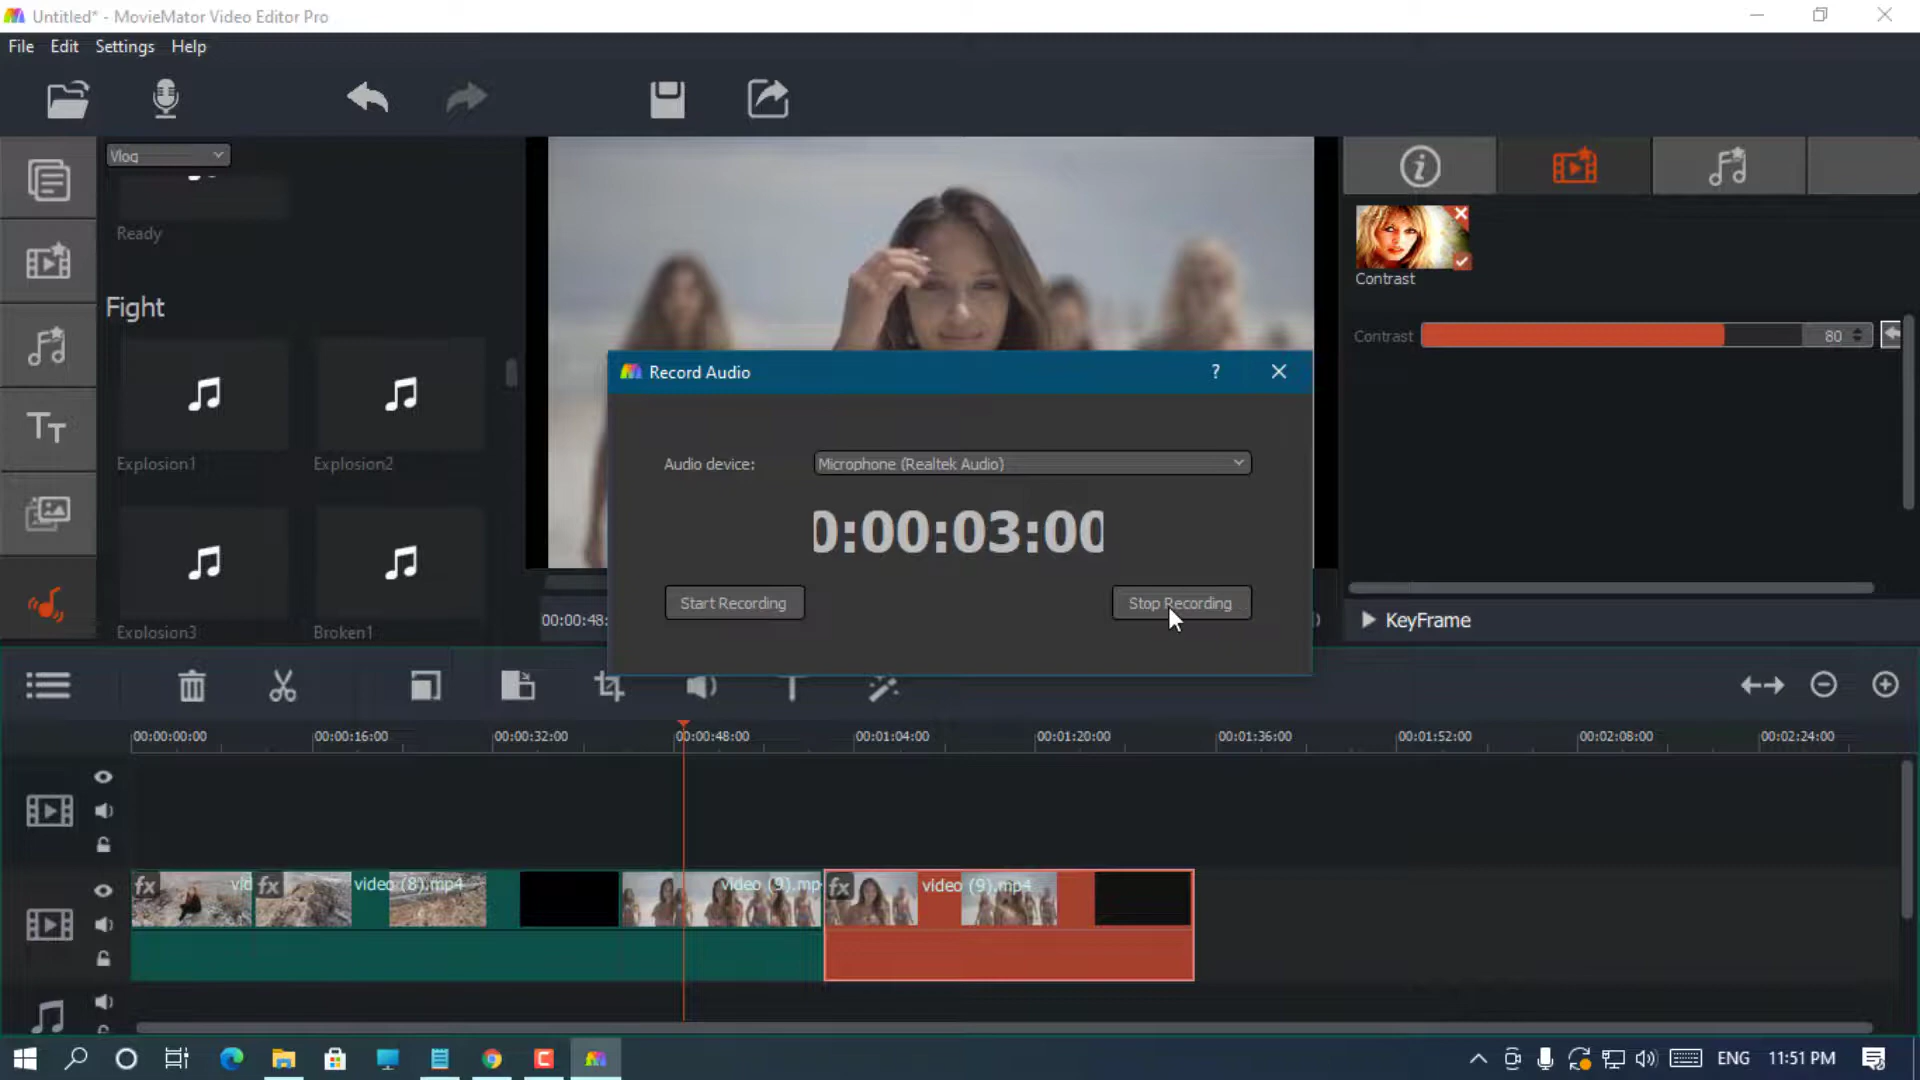 Untitled* - MovieMator Video Editor Pro
File Edit Settings Help
Vlog
Ready
Fight
Explosion1 Explosion2
Explosion3 Broken1
Contrast
Contrast 80
Record Audio ?
Audio device: Microphone (Realtek Audio)
0:00:03:00
Start Recording Stop Recording
00:00:48:
KeyFrame
00:00:00:00 00:00:16:00 00:00:32:00 00:00:48:00 00:01:04:00 00:01:20:00 00:01:36:00 00:01:52:00 00:02:08:00 00:02:24:00
fx vid fx video (8).mp4 video (9).mp fx video (9).mp4
ENG 11:51 PM